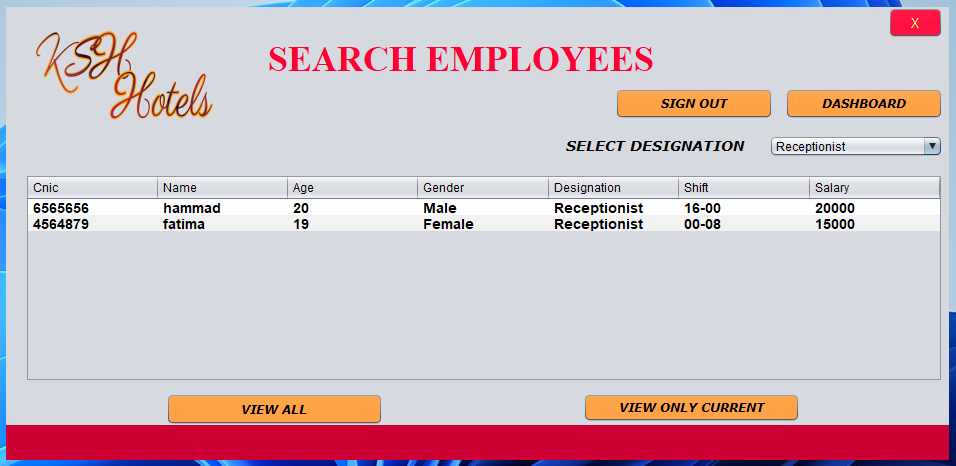 X
KSH
Hotels
SEARCH EMPLOYEES
SIGN OUT DASHBOARD
SELECT DESIGNATION Receptionist
Cnic Name Age Gender Designation Shift Salary
6565656 hammad 20 Male Receptionist 16-00 20000
4564879 fatima 19 Female Receptionist 00-08 15000
VIEW ALL VIEW ONLY CURRENT